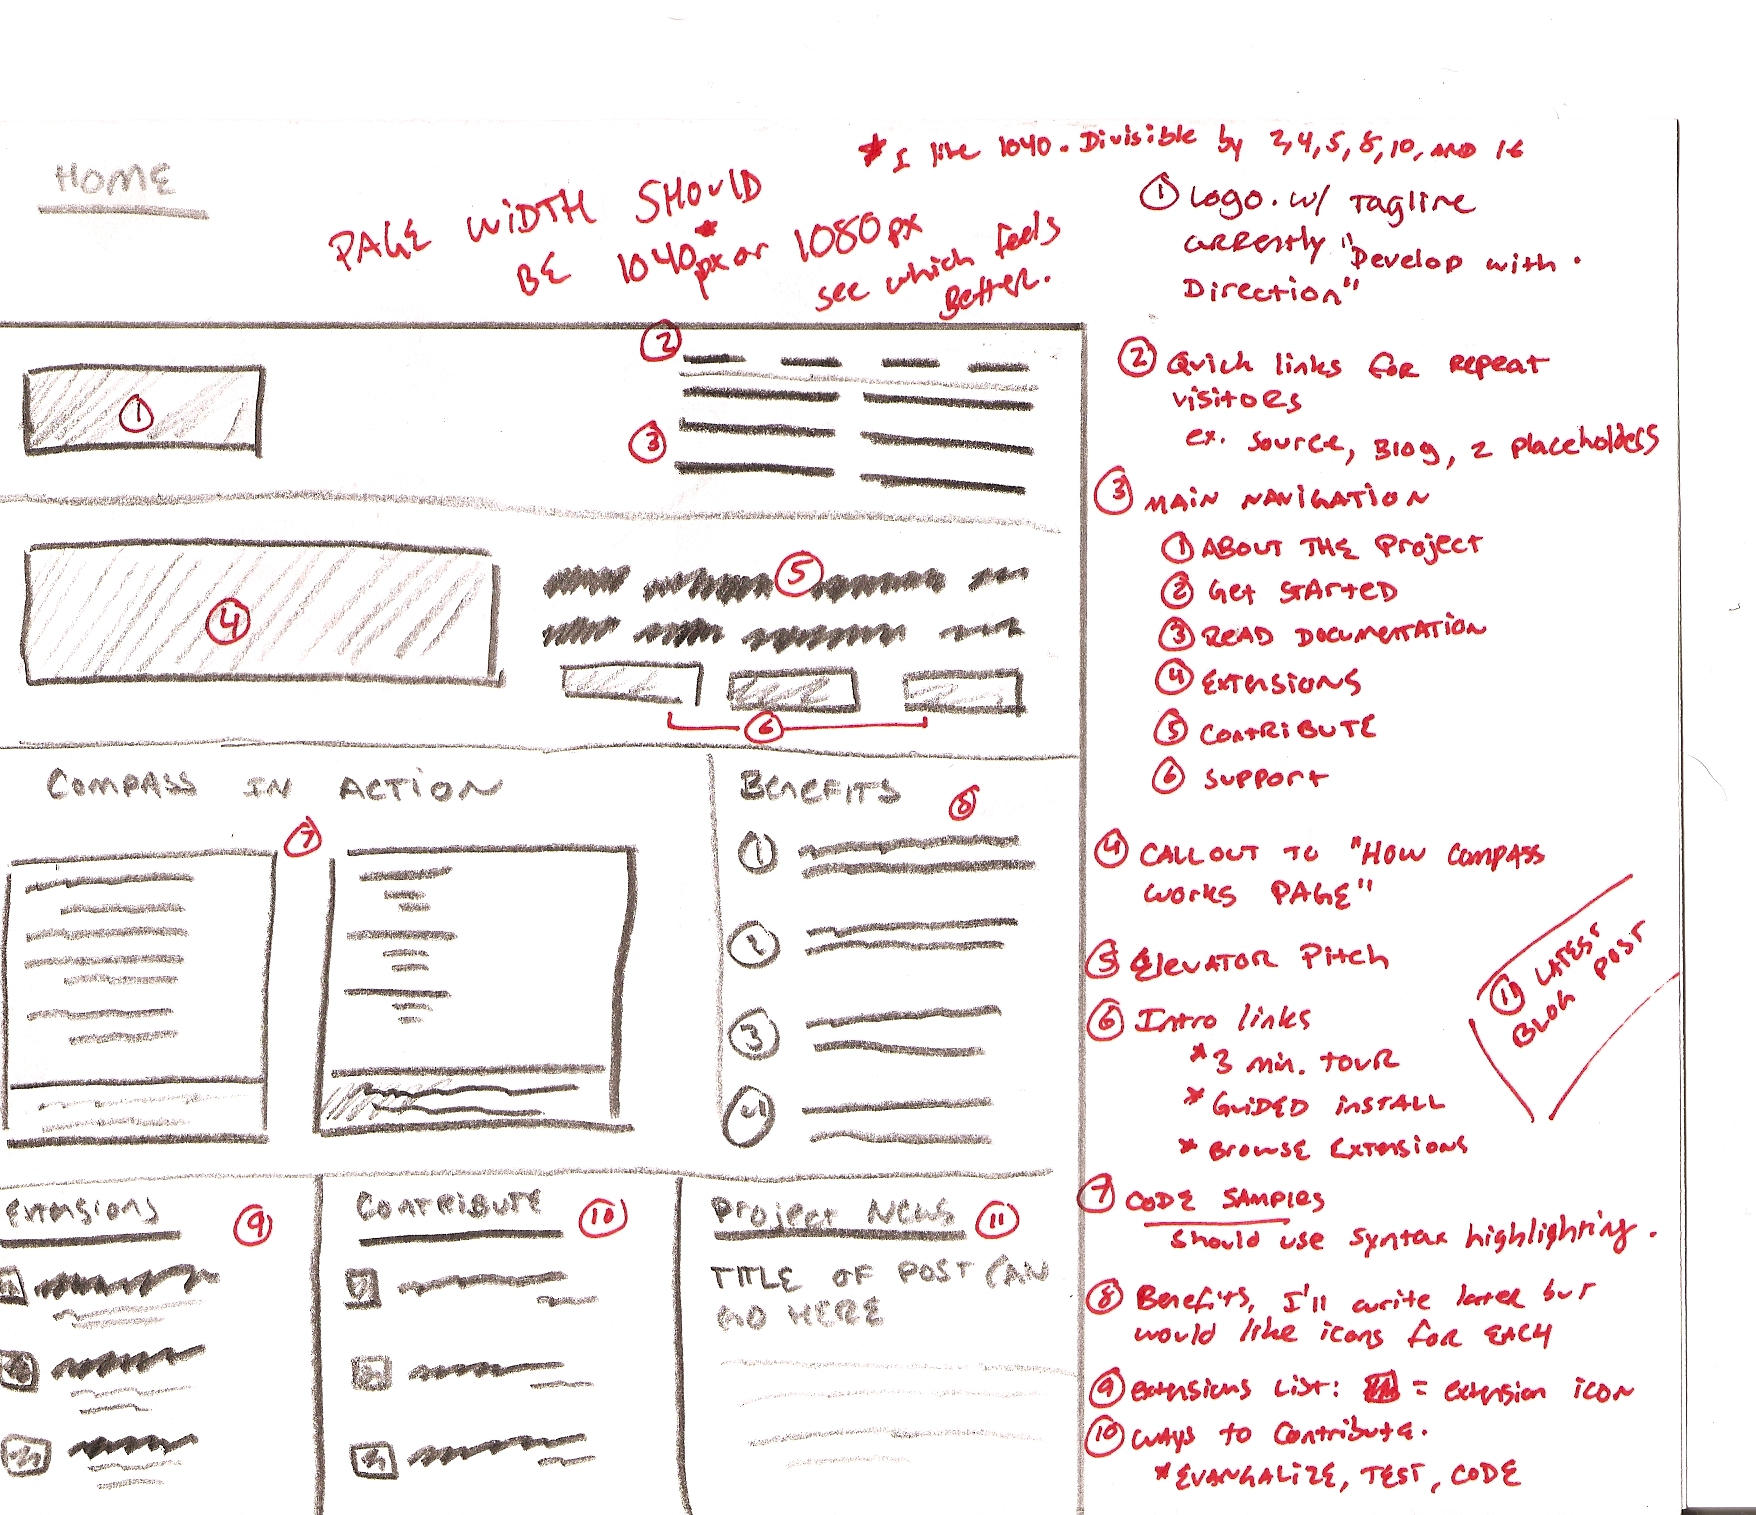 HOME
PAGE WIDTH SHOULD
BE 1040px* or 1080px
see which feels
Better.
* I like 1040. Divisible by 2,4,5,8,10, AND 16
① Logo. w/ Tagline
currently "Develop with
Direction"
② Quick links for repeat
visitors
ex. Source, Blog, 2 placeholders
③ MAIN NAVIGATION
① ABOUT THE Project
② Get Started
③ READ DOCUMENTATION
④ EXTENSIONS
⑤ CONTRIBUTE
⑥ Support
④ CALLOUT TO "HOW COMPASS
WORKS PAGE"
⑤ Elevator Pitch
⑥ Intro links
* 3 min. TOUR
* GUIDED INSTALL
* BROWSE EXTENSIONS
⑦ CODE SAMPLES
Should use syntax highlighting.
⑧ Benefits, I'll write later but
would like icons for EACH
⑨ extensions List: = extension icon
⑩ Ways to Contribute.
* EVANGALIZE, TEST, CODE
⑪ LATEST
BLOG POST
②
①
③
④
⑤
⑥
COMPASS IN ACTION
⑦
BENEFITS
⑧
1
2
3
4
Extensions
⑨
CONTRIBUTE
⑩
Project News
⑪
TITLE OF POST CAN
GO HERE